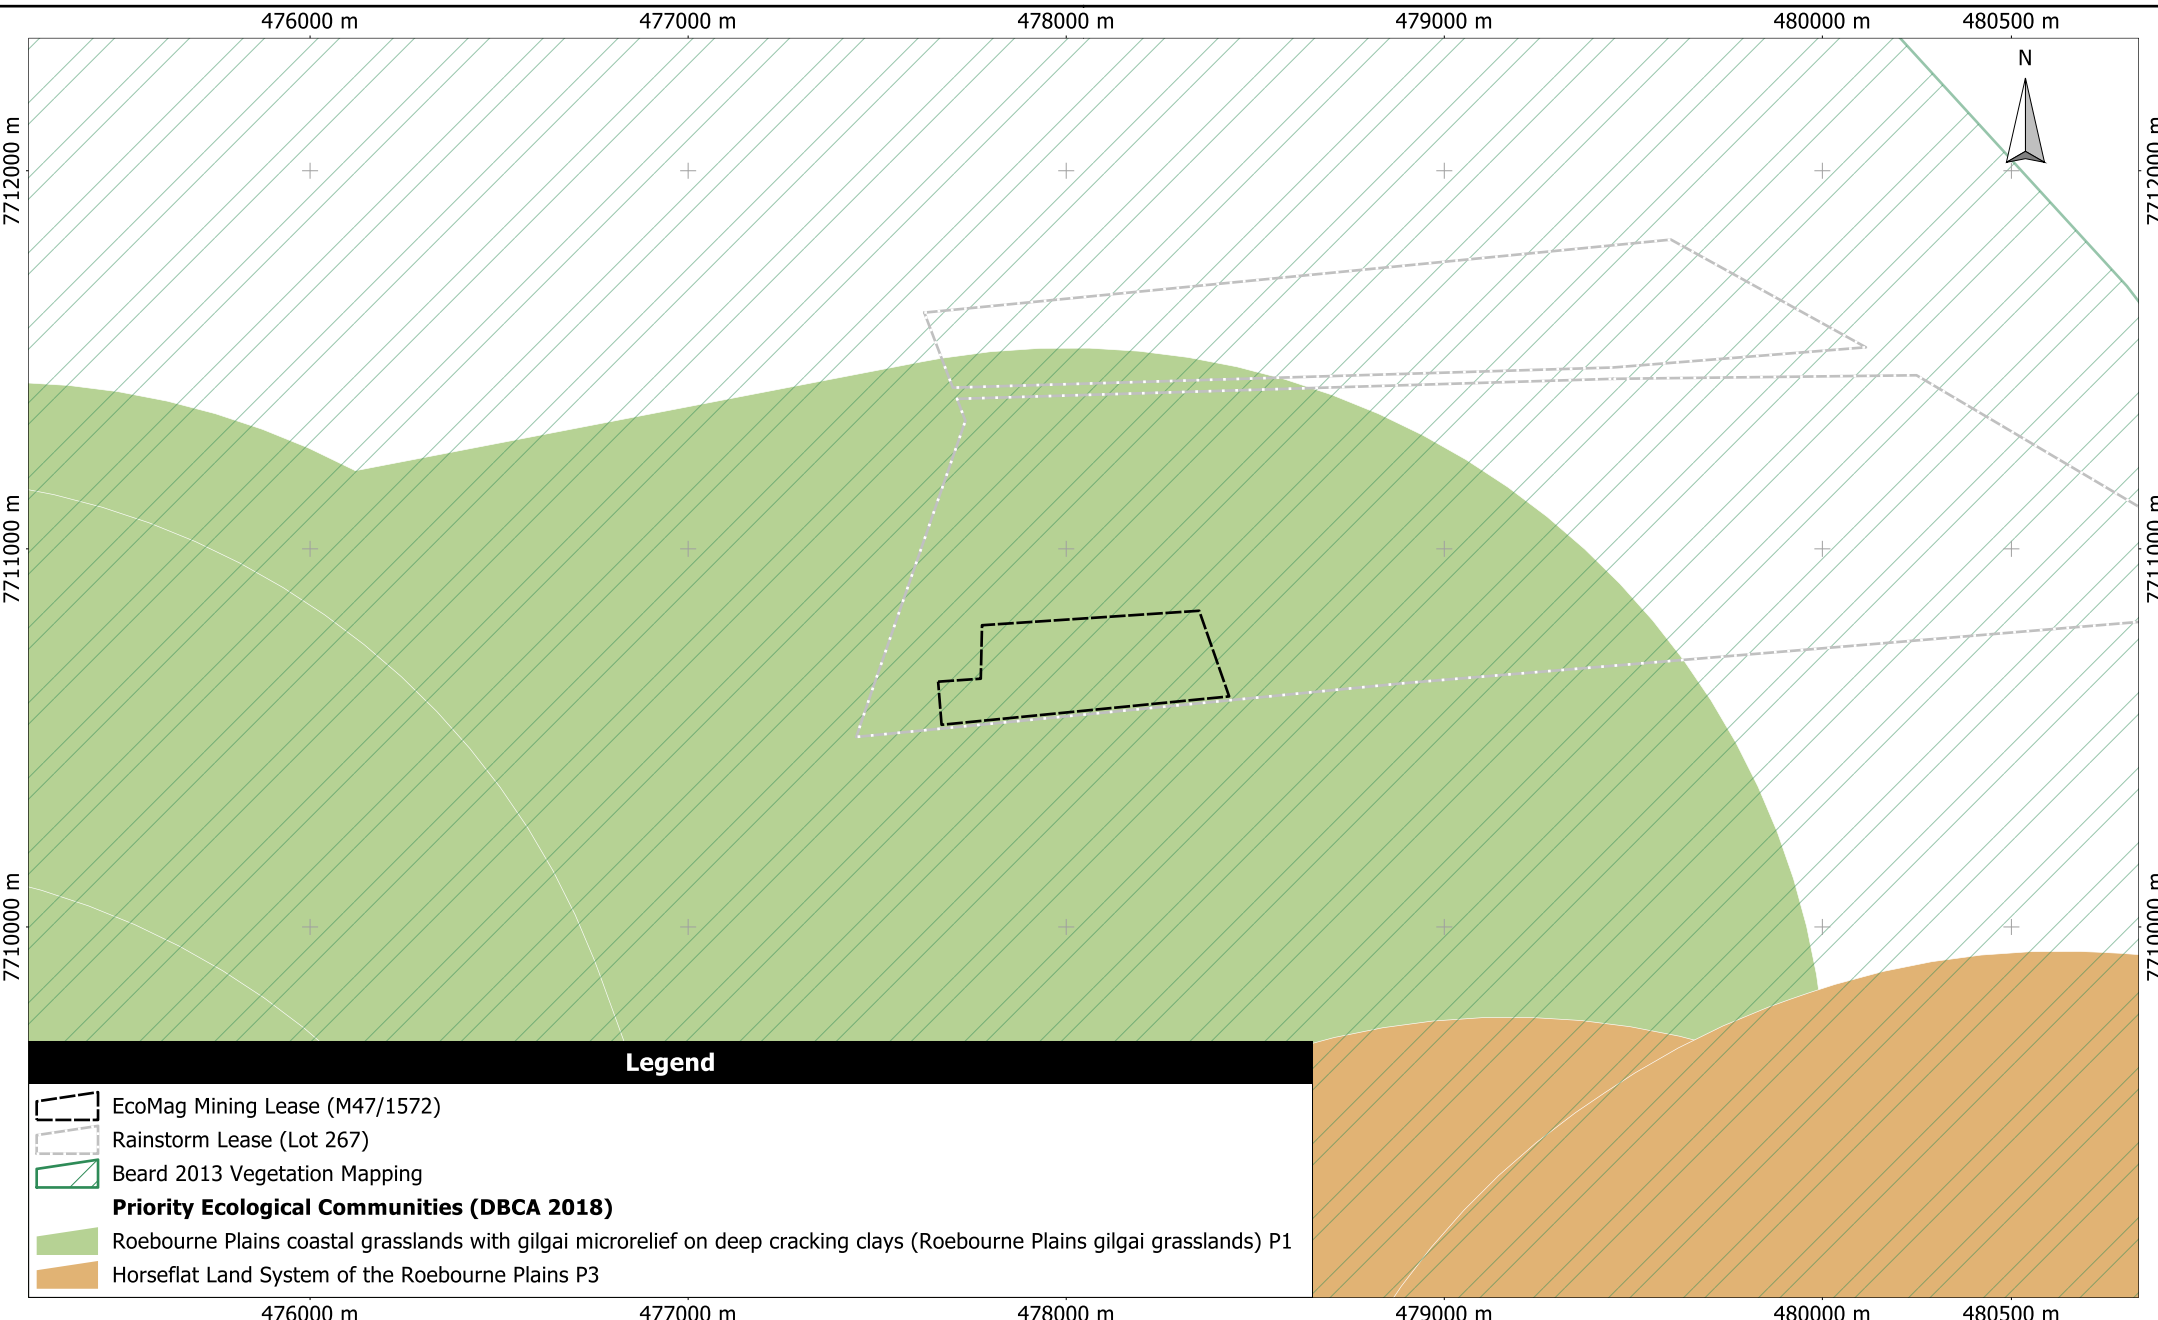 476000 m 477000 m 478000 m 479000 m 480000 m 480500 m
N
7712000 m 7712000 m
7711000 m 7711000 m
7710000 m 7710000 m
Legend
EcoMag Mining Lease (M47/1572)
Rainstorm Lease (Lot 267)
Beard 2013 Vegetation Mapping
Priority Ecological Communities (DBCA 2018)
Roebourne Plains coastal grasslands with gilgai microrelief on deep cracking clays (Roebourne Plains gilgai grasslands) P1
Horseflat Land System of the Roebourne Plains P3
476000 m 477000 m 478000 m 479000 m 480000 m 480500 m